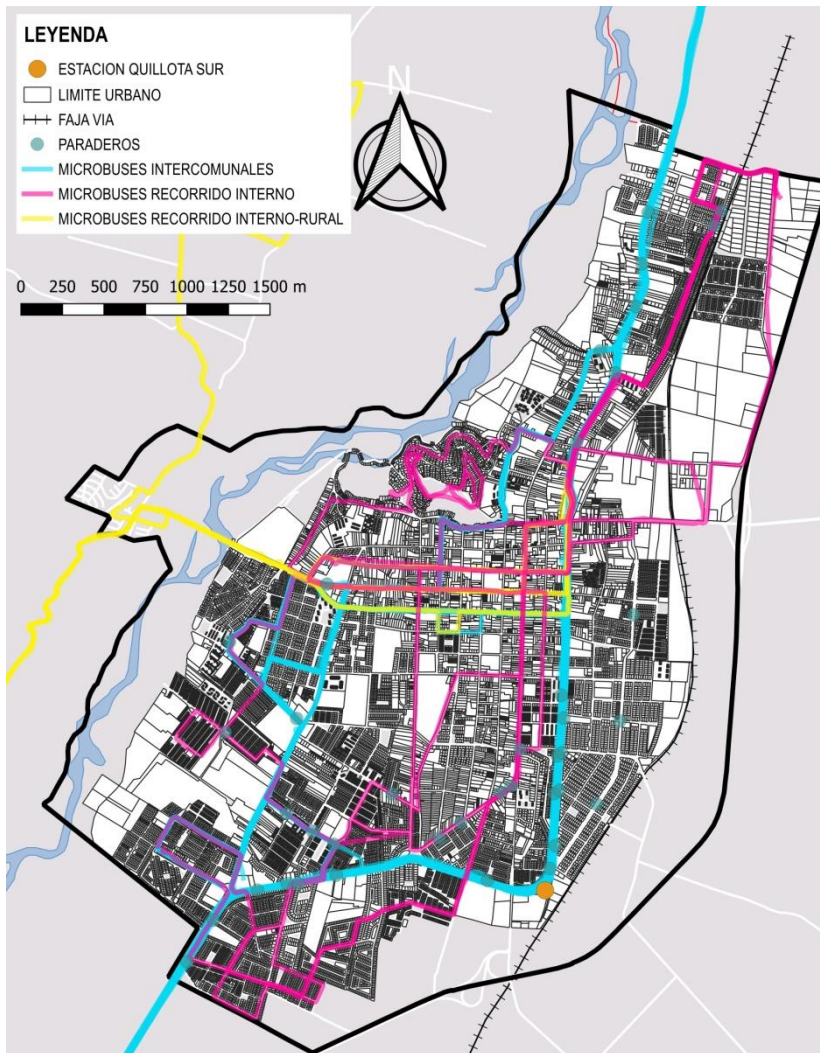 LEYENDA
ESTACION QUILLOTA SUR
LIMITE URBANO
FAJA VIA
PARADEROS
MICROBUSES INTERCOMUNALES
MICROBUSES RECORRIDO INTERNO
MICROBUSES RECORRIDO INTERNO-RURAL
N
0 250 500 750 1000 1250 1500 m